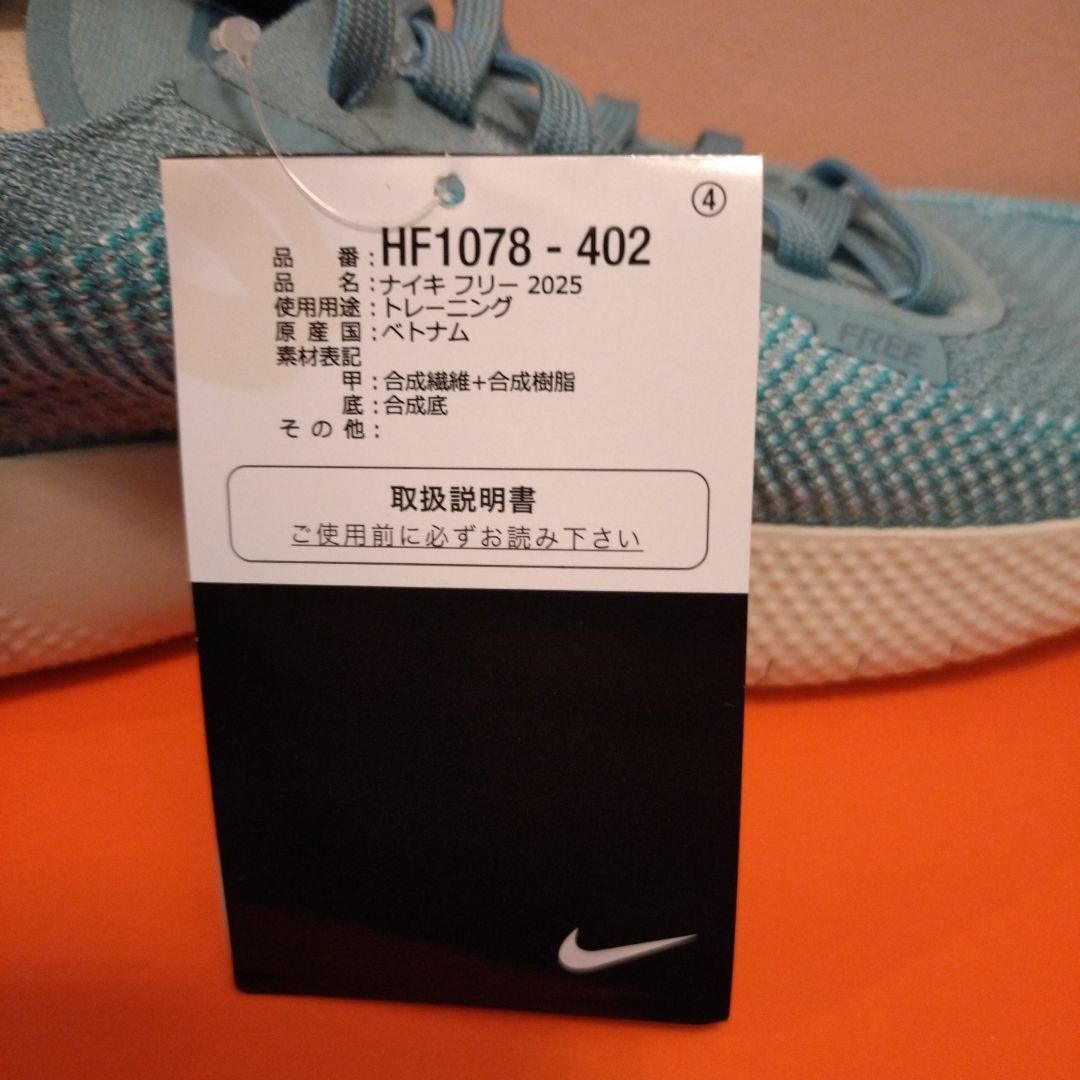 ④
品 番 : HF1078 - 402
品 名 : ナイキ フリー 2025
使用用途 : トレーニング
原 産 国 : ベトナム
素材表記
甲 : 合成繊維+合成樹脂
底 : 合成底
そ の 他 :
取扱説明書
ご使用前に必ずお読み下さい
FREE